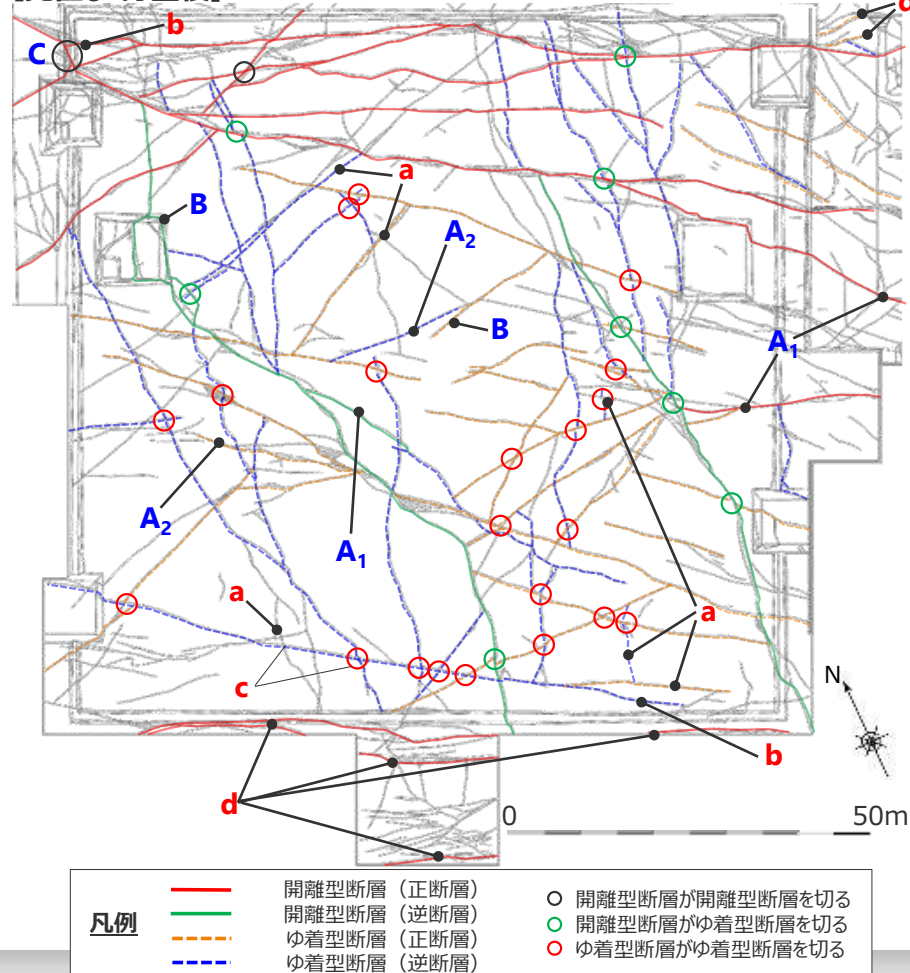 b
d
C
a
B
A₂
B
A₁
A₂
A₁
a
a
c
N
b
d
0 50m
凡例
開離型断層（正断層）
開離型断層（逆断層）
ゆ着型断層（正断層）
ゆ着型断層（逆断層）
開離型断層が開離型断層を切る
開離型断層がゆ着型断層を切る
ゆ着型断層がゆ着型断層を切る